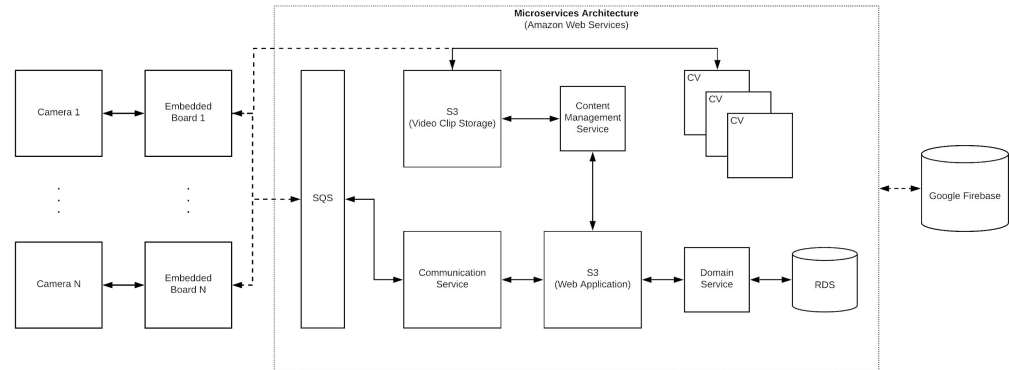 Microservices Architecture
(Amazon Web Services)
Camera 1
Embedded
Board 1
S3
(Video Clip Storage)
Content
Management
Service
CV
CV
CV
SQS
Google Firebase
Camera N
Embedded
Board N
Communication
Service
S3
(Web Application)
Domain
Service
RDS